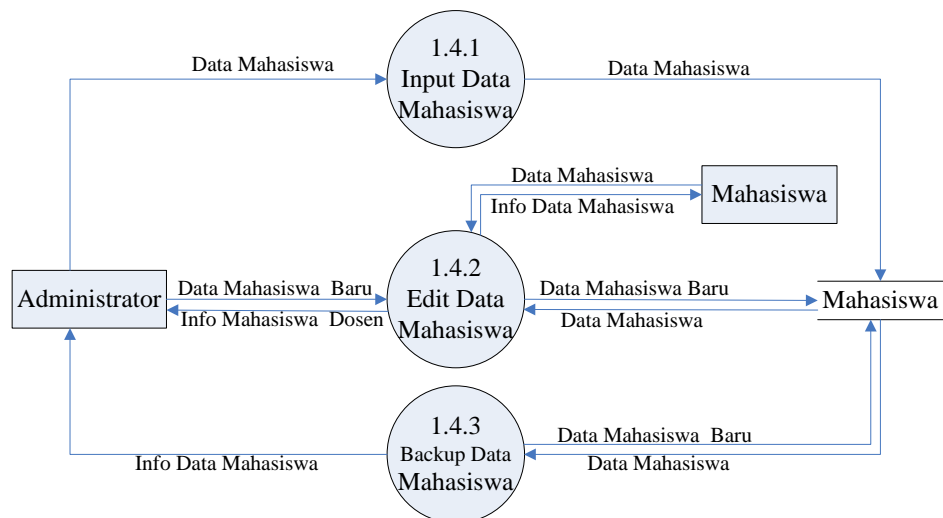 1.4.1
Input Data
Mahasiswa
Data Mahasiswa
Data Mahasiswa
Data Mahasiswa
Info Data Mahasiswa
Mahasiswa
1.4.2
Edit Data
Mahasiswa
Administrator
Data Mahasiswa Baru
Info Mahasiswa Dosen
Data Mahasiswa Baru
Data Mahasiswa
Mahasiswa
1.4.3
Backup Data
Mahasiswa
Info Data Mahasiswa
Data Mahasiswa Baru
Data Mahasiswa